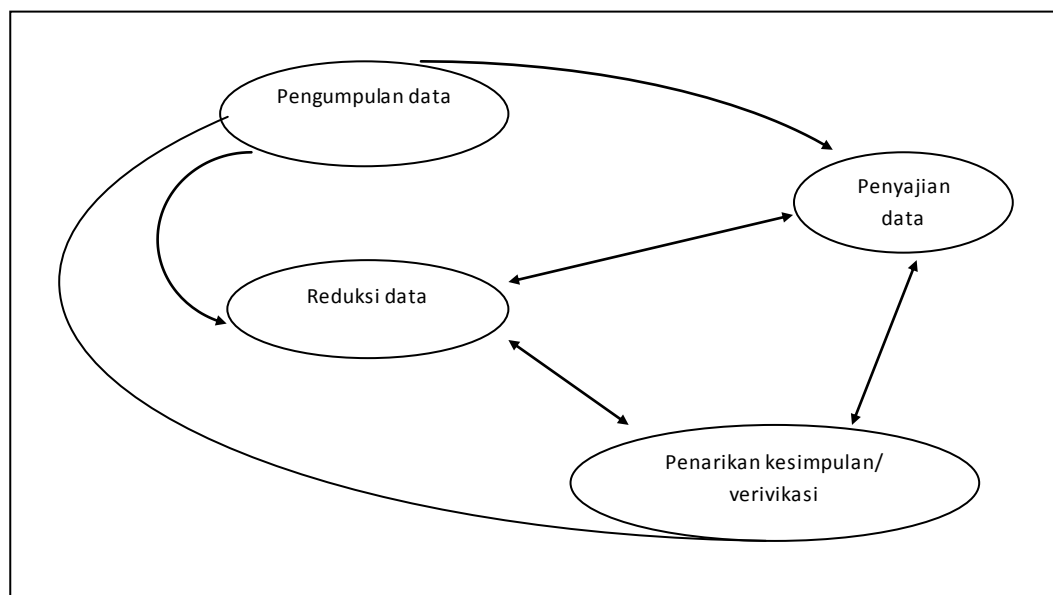 Pengumpulan data
Penyajian
data
Reduksi data
Penarikan kesimpulan/
verivikasi